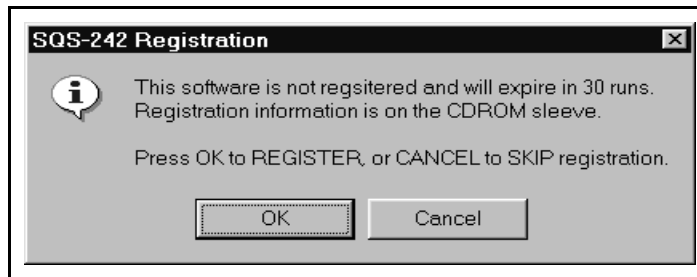 SQS-242 Registration
This software is not regsitered and will expire in 30 runs.
Registration information is on the CDROM sleeve.
Press OK to REGISTER, or CANCEL to SKIP registration.
OK
Cancel